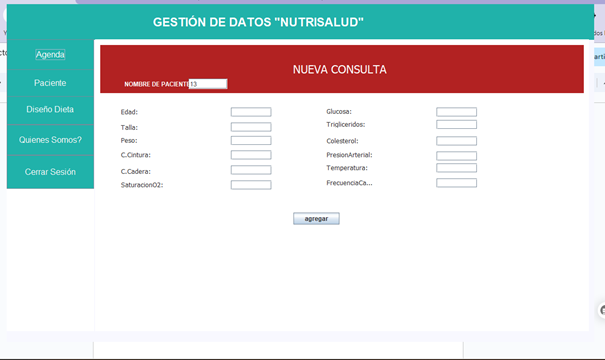 GESTIÓN DE DATOS "NUTRISALUD"
Agenda
Paciente
Diseño Dieta
Quienes Somos?
Cerrar Sesión
NUEVA CONSULTA
NOMBRE DE PACIENT 13
Edad:
Talla:
Peso:
C.Cintura:
C.Cadera:
SaturacionO2:
Glucosa:
Trigliceridos:
Colesterol:
PresionArterial:
Temperatura:
FrecuenciaCa...
agregar